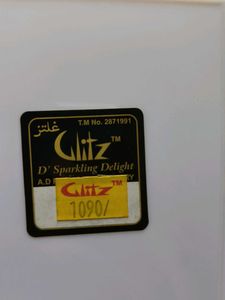 T.M No. 2871991
غلتز
Glitz™
D' Sparkling Delight
A.D
Glitz™
1090/